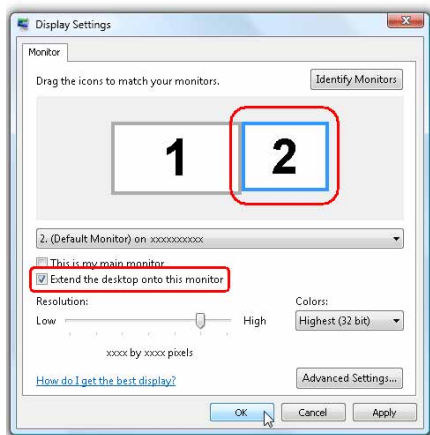 Display Settings
Monitor
Drag the icons to match your monitors.
Identify Monitors
1 2
2. (Default Monitor) on xxxxxxxxxx
This is my main monitor
Extend the desktop onto this monitor
Resolution:
Colors:
Low High
Highest (32 bit)
xxxx by xxxx pixels
How do I get the best display?
Advanced Settings...
OK Cancel Apply